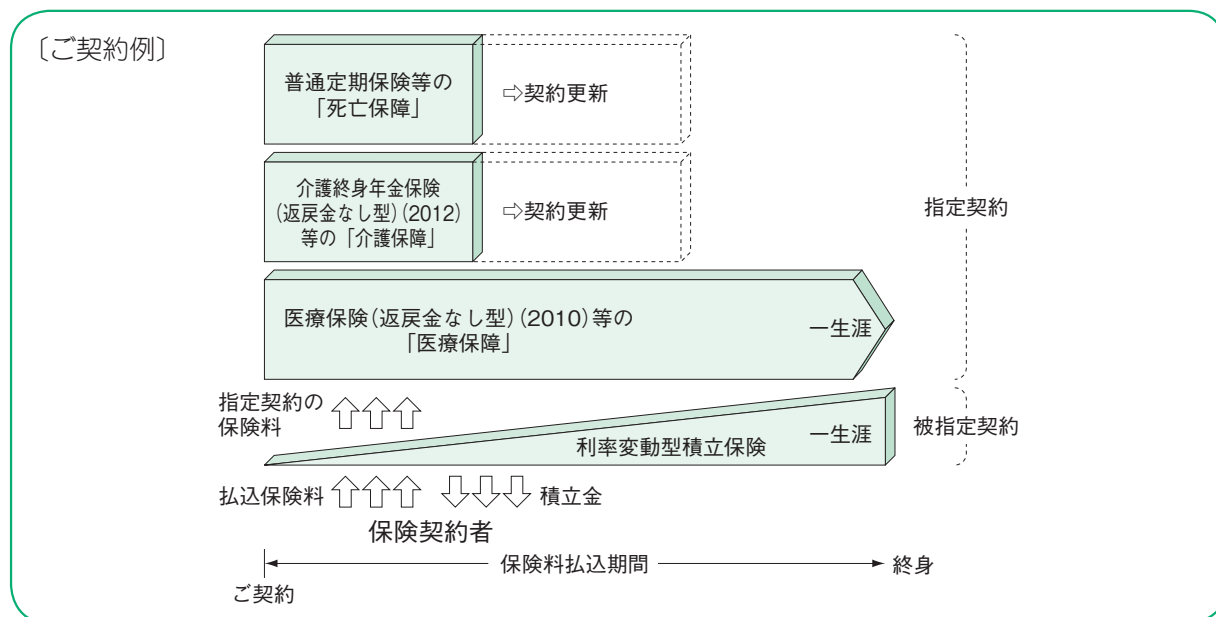 〔ご契約例〕
普通定期保険等の
「死亡保障」
⇨契約更新
介護終身年金保険
(返戻金なし型)(2012)
等の「介護保障」
⇨契約更新
指定契約
医療保険(返戻金なし型)(2010)等の
「医療保障」
一生涯
指定契約の
保険料
利率変動型積立保険
一生涯
被指定契約
払込保険料
積立金
保険契約者
保険料払込期間
終身
ご契約